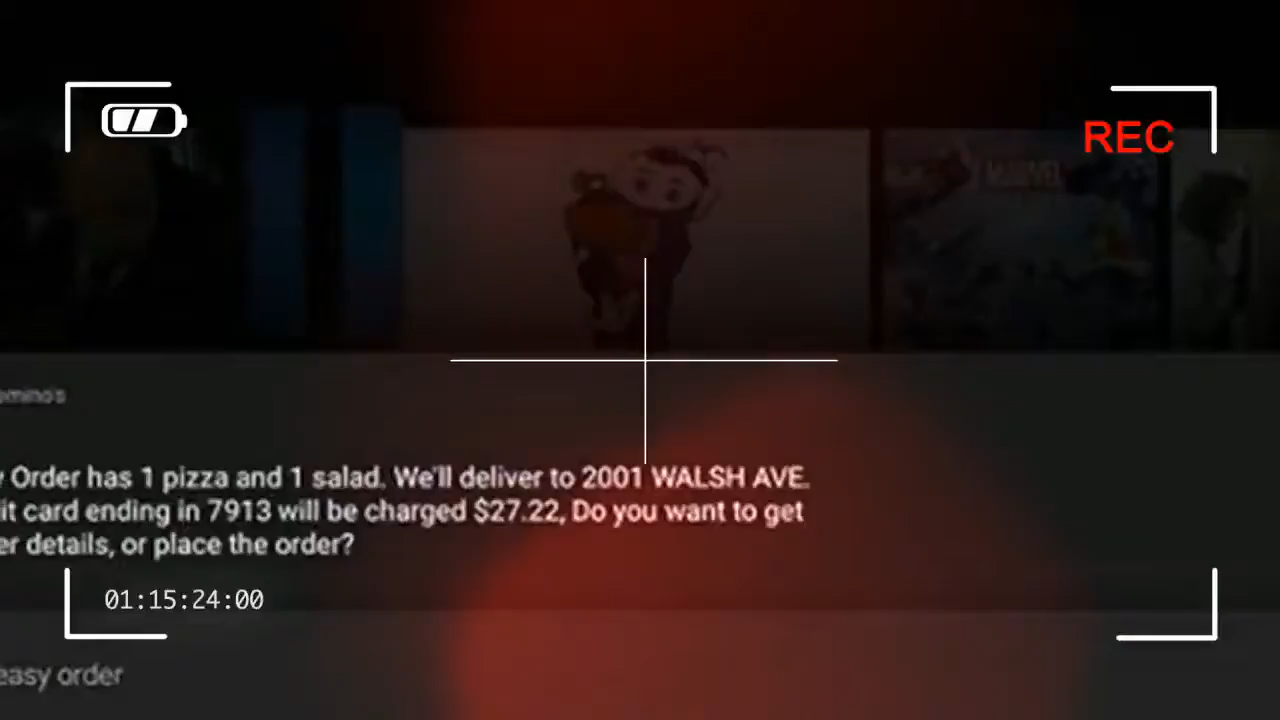 REC
MARVEL
omino's
y Order has 1 pizza and 1 salad. We'll deliver to 2001 WALSH AVE.
it card ending in 7913 will be charged $27.22, Do you want to get
er details, or place the order?
01:15:24:00
easy order